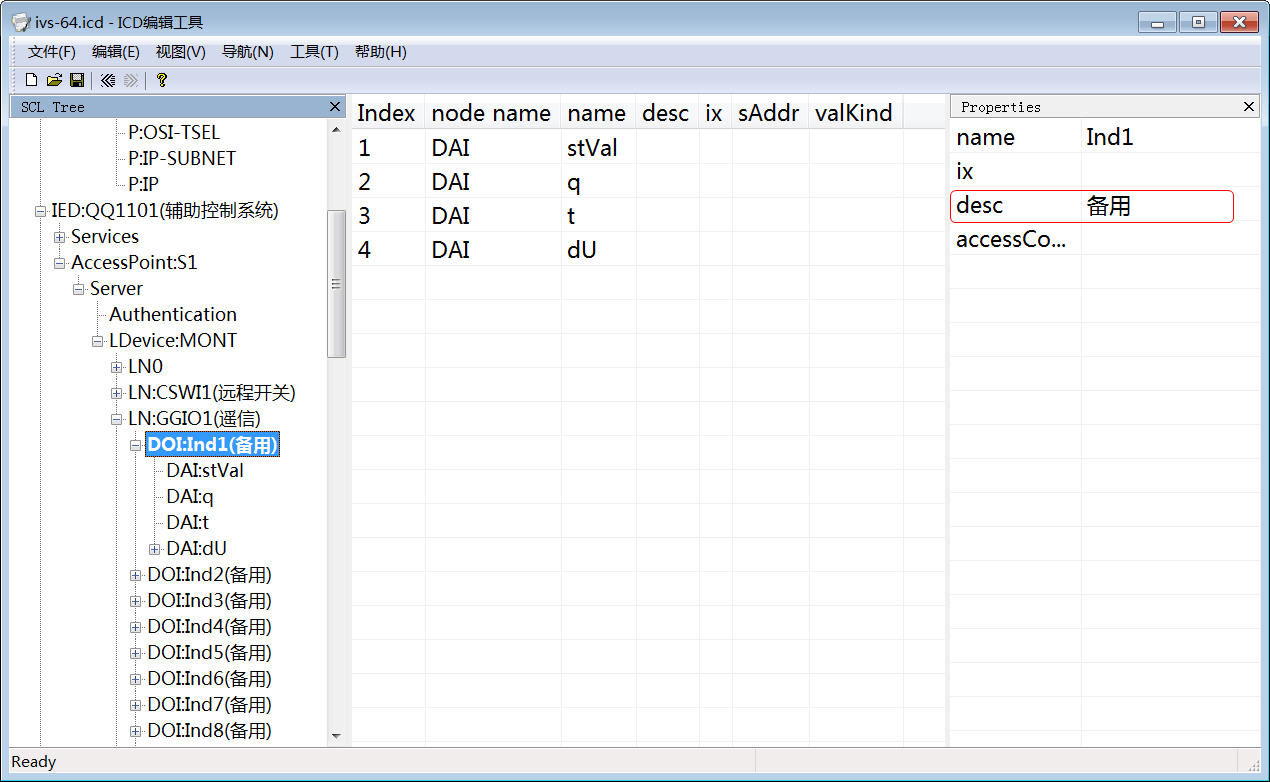 ivs-64.icd - ICD编辑工具
文件(F) 编辑(E) 视图(V) 导航(N) 工具(T) 帮助(H)
SCL Tree
P:OSI-TSEL
P:IP-SUBNET
P:IP
IED:QQ1101(辅助控制系统)
Services
AccessPoint:S1
Server
Authentication
LDevice:MONT
LN0
LN:CSWI1(远程开关)
LN:GGIO1(遥信)
DOI:Ind1(备用)
DAI:stVal
DAI:q
DAI:t
DAI:dU
DOI:Ind2(备用)
DOI:Ind3(备用)
DOI:Ind4(备用)
DOI:Ind5(备用)
DOI:Ind6(备用)
DOI:Ind7(备用)
DOI:Ind8(备用)
Index node name name desc ix sAddr valKind
1 DAI stVal
2 DAI q
3 DAI t
4 DAI dU
Properties
name Ind1
ix
desc 备用
accessCo...
Ready